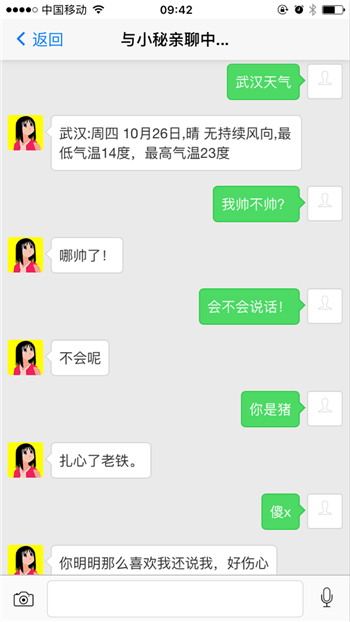 中国移动 09:42
返回 与小秘亲聊中...
武汉天气
武汉:周四 10月26日,晴 无持续风向,最
低气温14度，最高气温23度
我帅不帅?
哪帅了!
会不会说话!
不会呢
你是猪
扎心了老铁。
傻x
你明明那么喜欢我还说我，好伤心